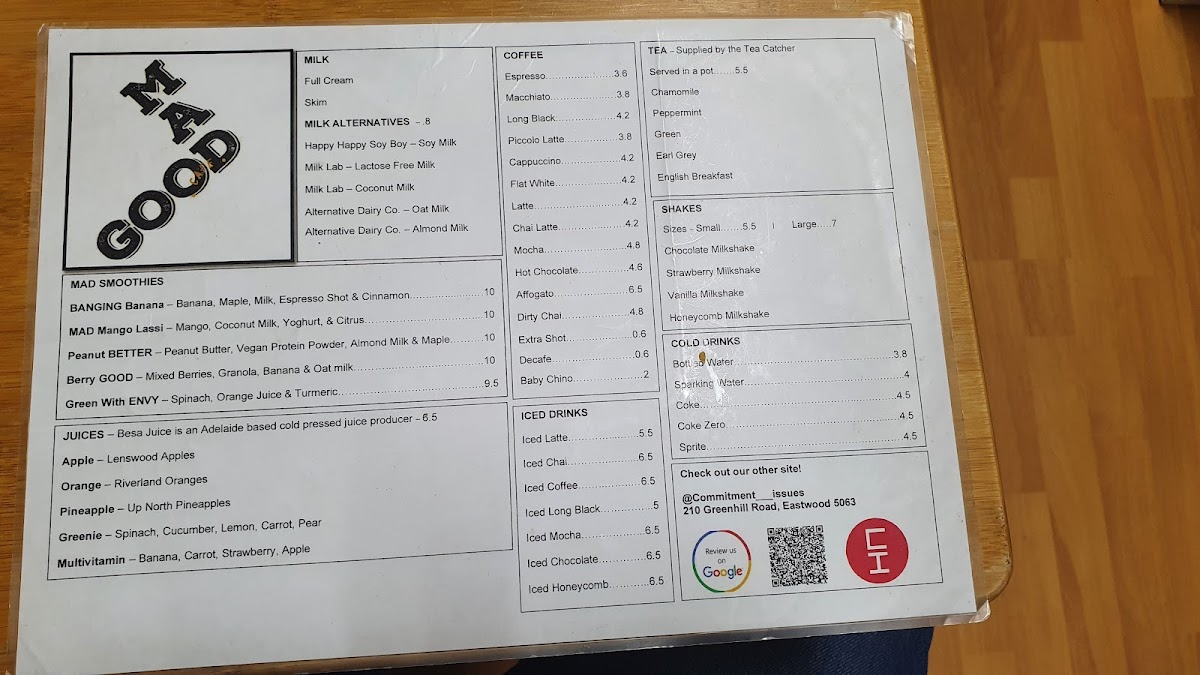 MAD
GOOD
CAFE.
MILK
Full Cream
Skim
MILK ALTERNATIVES – .8
Happy Happy Soy Boy – Soy Milk
Milk Lab – Lactose Free Milk
Milk Lab – Coconut Milk
Alternative Dairy Co. – Oat Milk
Alternative Dairy Co. – Almond Milk
MAD SMOOTHIES
BANGING Banana – Banana, Maple, Milk, Espresso Shot & Cinnamon........................10
MAD Mango Lassi – Mango, Coconut Milk, Yoghurt, & Citrus........................................10
Peanut BETTER – Peanut Butter, Vegan Protein Powder, Almond Milk & Maple...........10
Berry GOOD – Mixed Berries, Granola, Banana & Oat milk..........................................10
Green With ENVY – Spinach, Orange Juice & Turmeric...............................................9.5
JUICES – Besa Juice is an Adelaide based cold pressed juice producer - 6.5
Apple – Lenswood Apples
Orange – Riverland Oranges
Pineapple – Up North Pineapples
Greenie – Spinach, Cucumber, Lemon, Carrot, Pear
Multivitamin – Banana, Carrot, Strawberry, Apple
COFFEE
Espresso.......................3.6
Macchiato......................3.8
Long Black.....................4.2
Piccolo Latte..................3.8
Cappuccino....................4.2
Flat White.......................4.2
Latte................................4.2
Chai Latte.......................4.2
Mocha............................4.8
Hot Chocolate.................4.6
Affogato.........................6.5
Dirty Chai.......................4.8
Extra Shot......................0.6
Decafe............................0.6
Baby Chino.......................2
ICED DRINKS
Iced Latte.......................5.5
Iced Chai........................6.5
Iced Coffee.....................6.5
Iced Long Black................5
Iced Mocha.....................6.5
Iced Chocolate................6.5
Iced Honeycomb............6.5
TEA – Supplied by the Tea Catcher
Served in a pot.......5.5
Chamomile
Peppermint
Green
Earl Grey
English Breakfast
SHAKES
Sizes - Small.......5.5 | Large.....7
Chocolate Milkshake
Strawberry Milkshake
Vanilla Milkshake
Honeycomb Milkshake
COLD DRINKS
Bottled Water...................................................3.8
Sparking Water...................................................4
Coke................................................................4.5
Coke Zero........................................................4.5
Sprite................................................................4.5
Check out our other site!
@Commitment___issues
210 Greenhill Road, Eastwood 5063
Review us
on
Google
CI